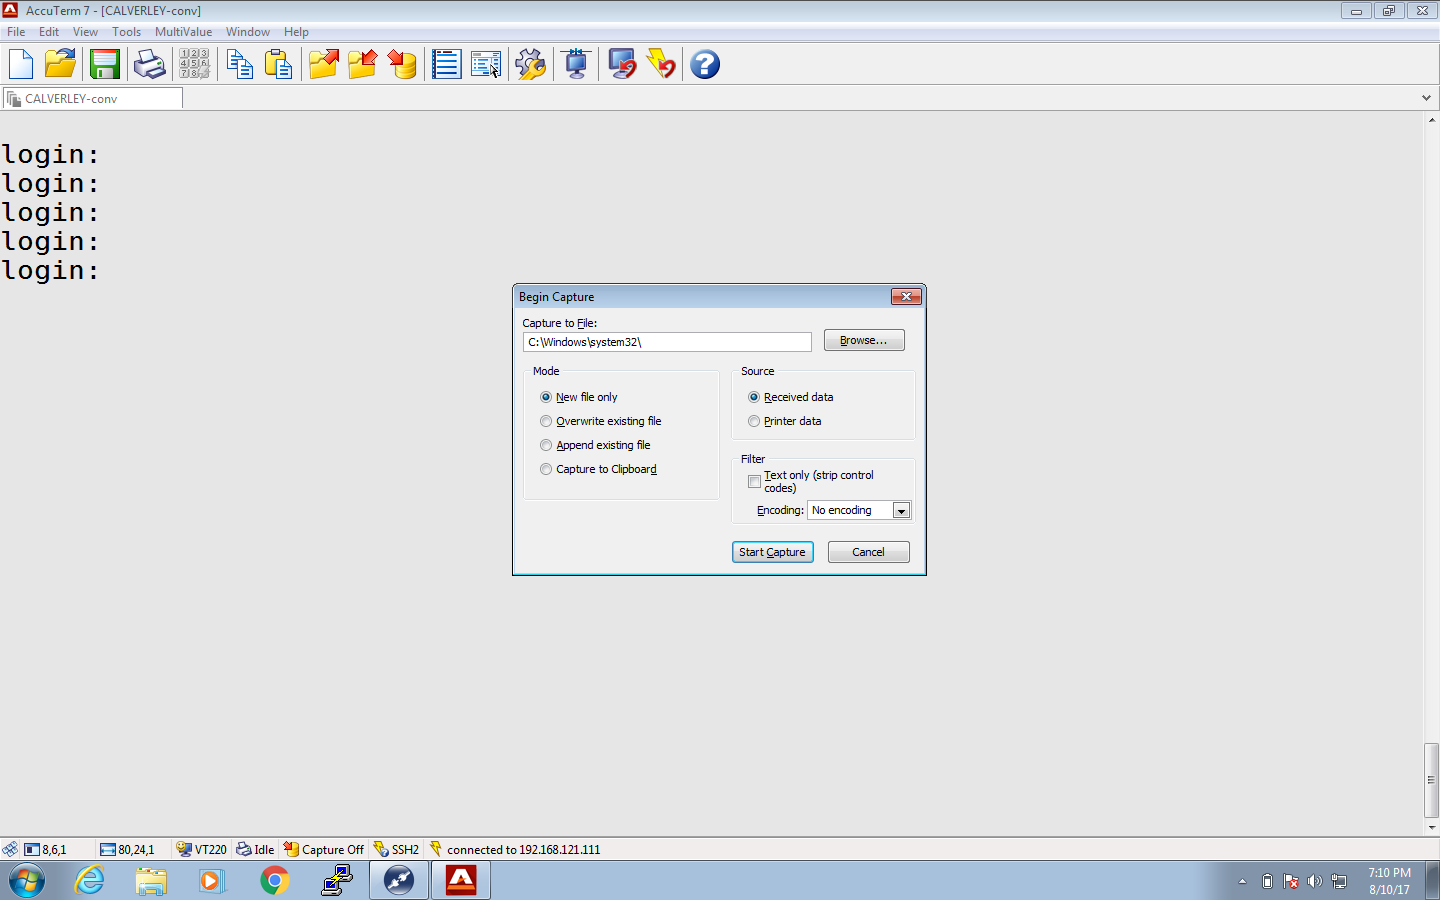 AccuTerm 7 - [CALVERLEY-conv]
File Edit View Tools MultiValue Window Help
CALVERLEY-conv
login:
login:
login:
login:
login:
Begin Capture
Capture to File:
C:\Windows\system32\
Browse...
Mode
New file only
Overwrite existing file
Append existing file
Capture to Clipboard
Source
Received data
Printer data
Filter
Text only (strip control
codes)
Encoding: No encoding
Start Capture Cancel
8,6,1 80,24,1 VT220 Idle Capture Off SSH2 connected to 192.168.121.111
7:10 PM
8/10/17